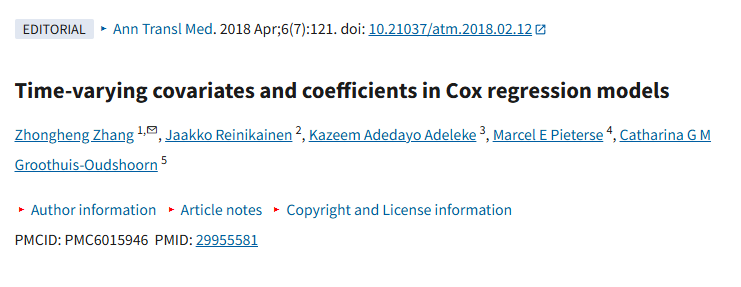 EDITORIAL ‣ Ann Transl Med. 2018 Apr;6(7):121. doi: 10.21037/atm.2018.02.12
Time-varying covariates and coefficients in Cox regression models
Zhongheng Zhang 1,✉, Jaakko Reinikainen 2, Kazeem Adedayo Adeleke 3, Marcel E Pieterse 4, Catharina G M
Groothuis-Oudshoorn 5
‣ Author information ‣ Article notes ‣ Copyright and License information
PMCID: PMC6015946 PMID: 29955581